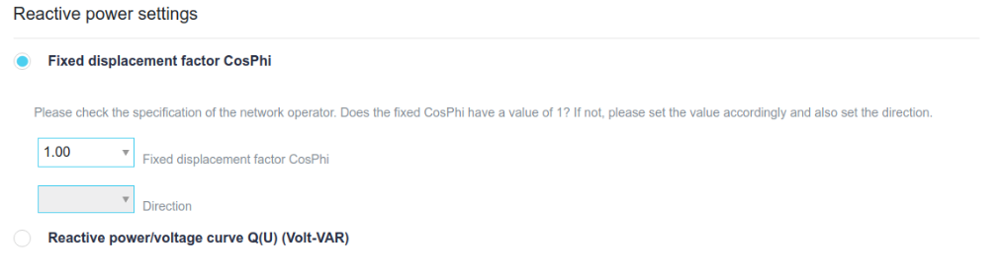 Reactive power settings
Fixed displacement factor CosPhi
Please check the specification of the network operator. Does the fixed CosPhi have a value of 1? If not, please set the value accordingly and also set the direction.
1.00
Fixed displacement factor CosPhi
Direction
Reactive power/voltage curve Q(U) (Volt-VAR)